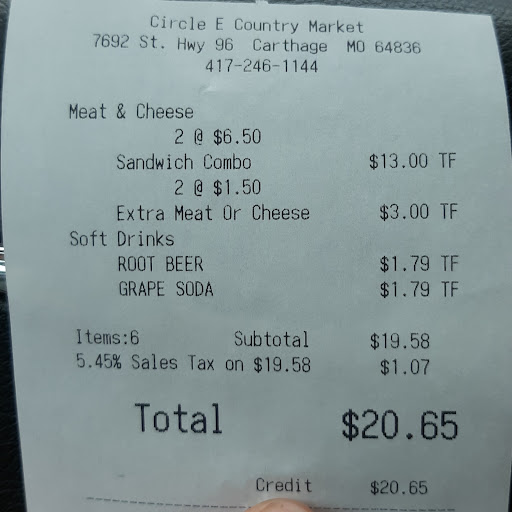 Circle E Country Market
7692 St. Hwy 96 Carthage MO 64836
417-246-1144
Meat & Cheese
2 @ $6.50
Sandwich Combo $13.00 TF
2 @ $1.50
Extra Meat Or Cheese $3.00 TF
Soft Drinks
ROOT BEER $1.79 TF
GRAPE SODA $1.79 TF
Items:6 Subtotal $19.58
5.45% Sales Tax on $19.58 $1.07
Total $20.65
Credit $20.65